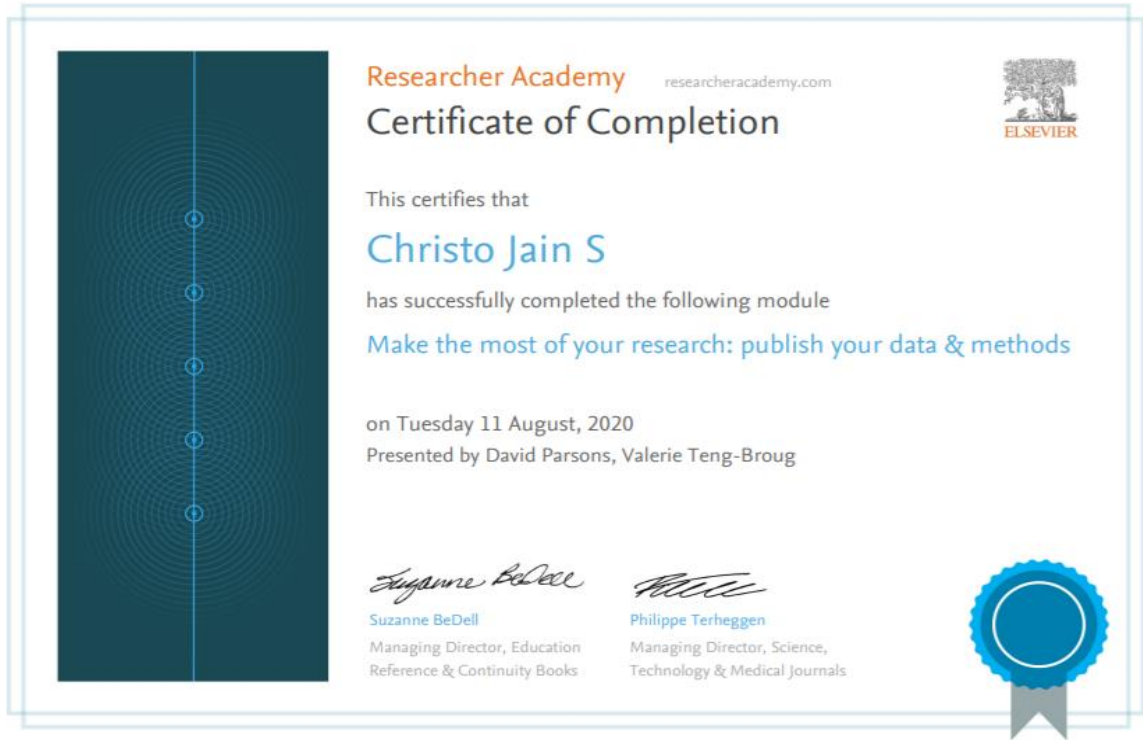 Researcher Academy researcheracademy.com
Certificate of Completion
ELSEVIER
This certifies that
Christo Jain S
has successfully completed the following module
Make the most of your research: publish your data & methods
on Tuesday 11 August, 2020
Presented by David Parsons, Valerie Teng-Broug
Suzanne BeDell
Suzanne BeDell
Managing Director, Education
Reference & Continuity Books
Philippe Terheggen
Managing Director, Science,
Technology & Medical Journals